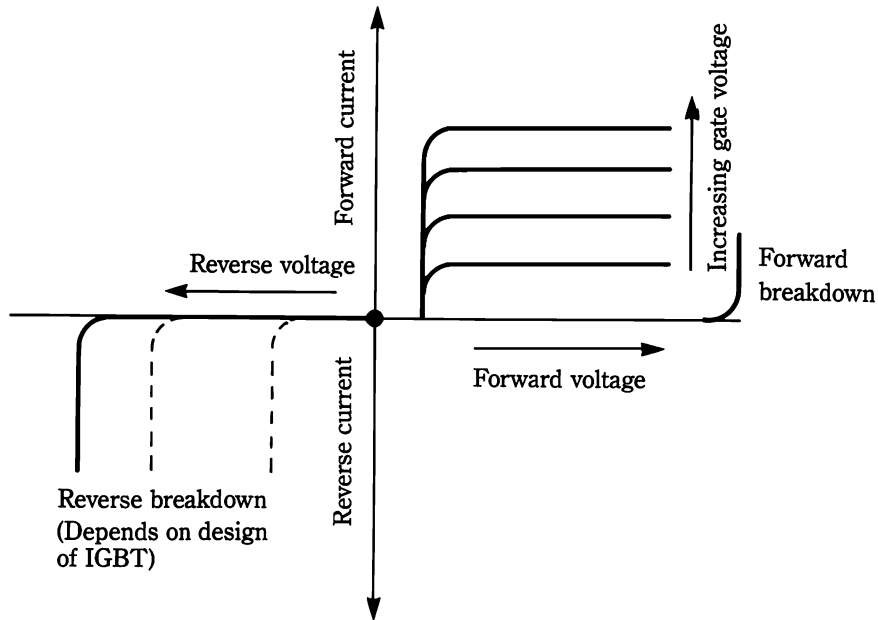 Forward current
Increasing gate voltage
Reverse voltage
Forward
breakdown
Forward voltage
Reverse current
Reverse breakdown
(Depends on design
of IGBT)